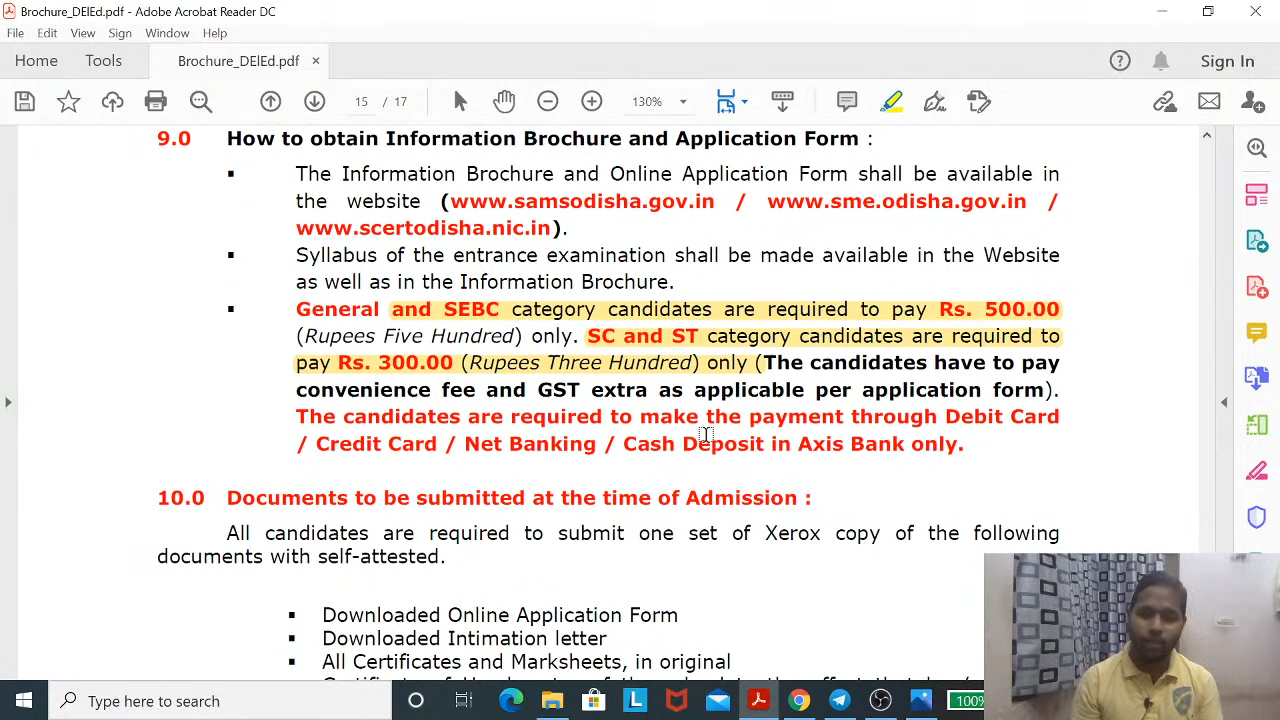 Brochure_DElEd.pdf - Adobe Acrobat Reader DC
File Edit View Sign Window Help
Home Tools Brochure_DElEd.pdf × Sign In
15 / 17 130%
9.0 How to obtain Information Brochure and Application Form :
▪ The Information Brochure and Online Application Form shall be available in
the website (www.samsodisha.gov.in / www.sme.odisha.gov.in /
www.scertodisha.nic.in).
▪ Syllabus of the entrance examination shall be made available in the Website
as well as in the Information Brochure.
▪ General and SEBC category candidates are required to pay Rs. 500.00
(Rupees Five Hundred) only. SC and ST category candidates are required to
pay Rs. 300.00 (Rupees Three Hundred) only (The candidates have to pay
convenience fee and GST extra as applicable per application form).
The candidates are required to make the payment through Debit Card
/ Credit Card / Net Banking / Cash Deposit in Axis Bank only.
10.0 Documents to be submitted at the time of Admission :
All candidates are required to submit one set of Xerox copy of the following
documents with self-attested.
▪ Downloaded Online Application Form
▪ Downloaded Intimation letter
▪ All Certificates and Marksheets, in original
Type here to search
100%